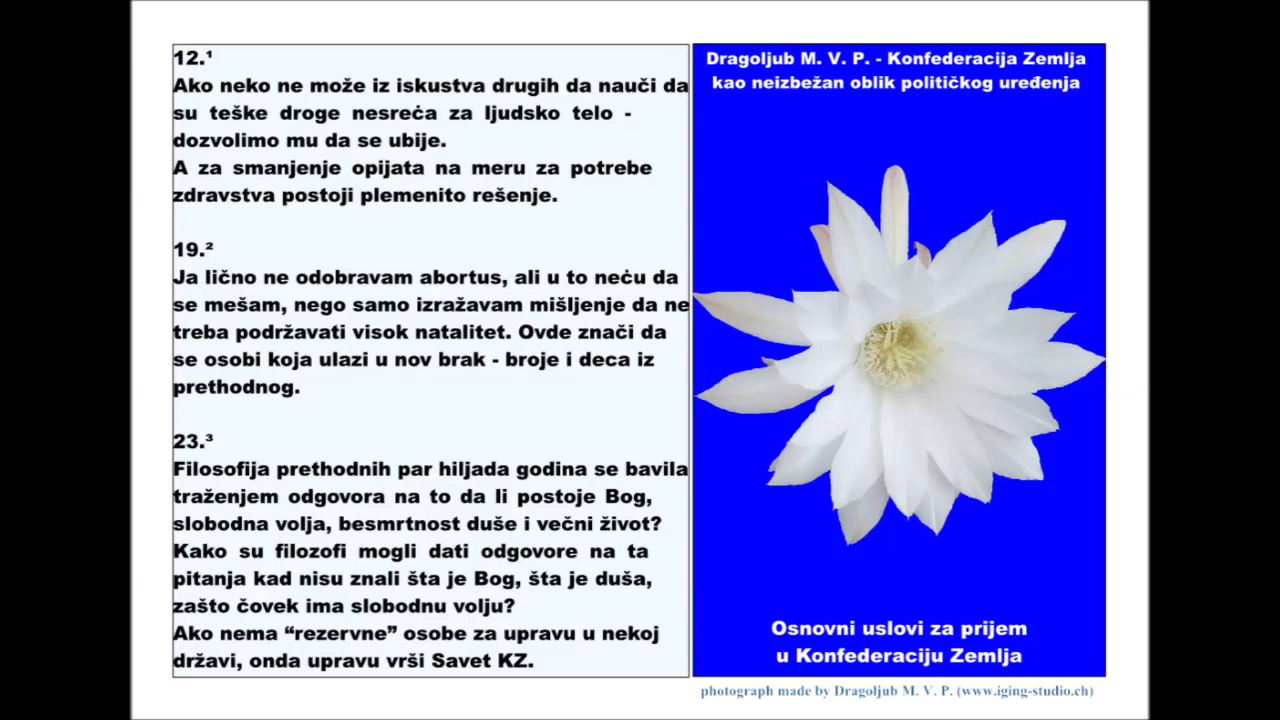 12.¹
Ako neko ne može iz iskustva drugih da nauči da
su teške droge nesreċa za ljudsko telo -
dozvolimo mu da se ubije.
A za smanjenje opijata na meru za potrebe
zdravstva postoji plemenito rešenje.
19.²
Ja lično ne odobravam abortus, ali u to neċu da
se mešam, nego samo izražavam mišljenje da ne
treba podržavati visok natalitet. Ovde znači da
se osobi koja ulazi u nov brak - broje i deca iz
prethodnog.
23.³
Filosofija prethodnih par hiljada godina se bavila
traženjem odgovora na to da li postoje Bog,
slobodna volja, besmrtnost duše i večni život?
Kako su filozofi mogli dati odgovore na ta
pitanja kad nisu znali šta je Bog, šta je duša,
zašto čovek ima slobodnu volju?
Ako nema “rezervne” osobe za upravu u nekoj
državi, onda upravu vrši Savet KZ.
Dragoljub M. V. P. - Konfederacija Zemlja
kao neizbežan oblik političkog uređenja
Osnovni uslovi za prijem
u Konfederaciju Zemlja
photograph made by Dragoljub M. V. P. (www.iging-studio.ch)